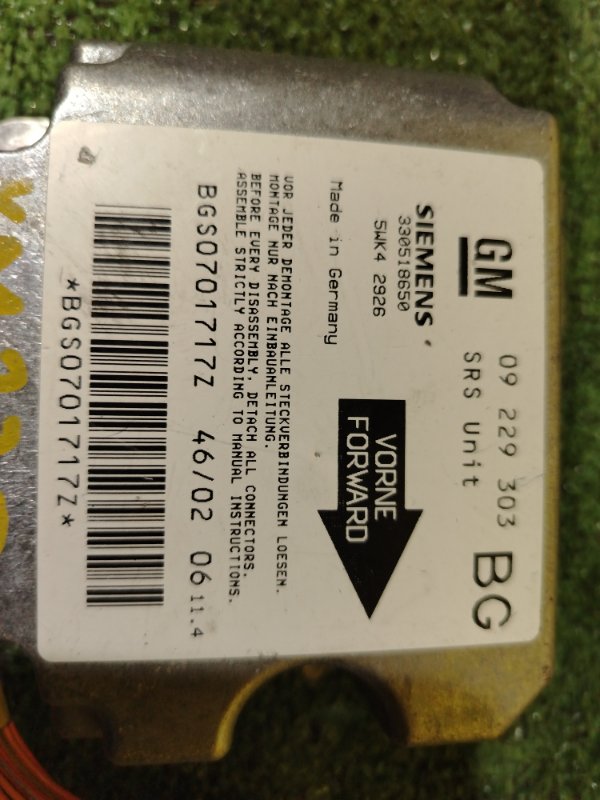 GM
09 229 303
BG
SRS Unit
SIEMENS
330518650
5WK4 2926
Made in Germany
VORNE
FORWARD
VOR JEDER DEMONTAGE ALLE STECKVERBINDUNGEN LOESEN.
MONTAGE NUR NACH EINBAUANLEITUNG.
BEFORE EVERY DISASSEMBLY, DETACH ALL CONNECTORS.
ASSEMBLE STRICTLY ACCORDING TO MANUAL INSTRUCTIONS.
BGS0701717Z 46/02 06 11.4
*BGS0701717Z*